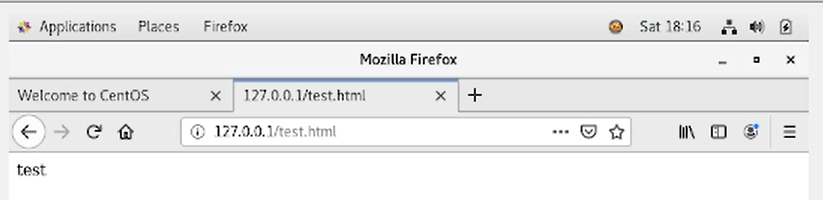 Applications Places Firefox Sat 18:16
Mozilla Firefox
Welcome to CentOS 127.0.0.1/test.html
127.0.0.1/test.html
test